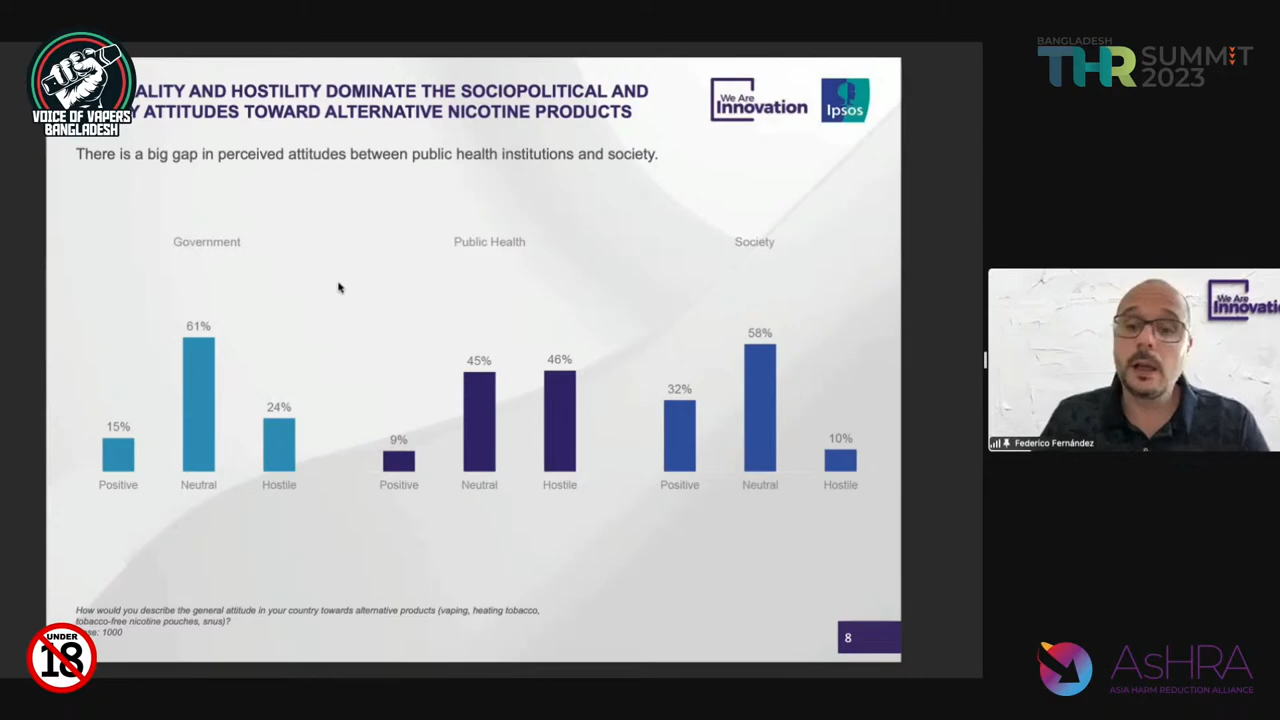 VOICE OF VAPERS
BANGLADESH
BANGLADESH
THR SUMMIT
2023
ALITY AND HOSTILITY DOMINATE THE SOCIOPOLITICAL AND
Y ATTITUDES TOWARD ALTERNATIVE NICOTINE PRODUCTS
We Are
Innovation
Ipsos
There is a big gap in perceived attitudes between public health institutions and society.
Government
Public Health
Society
61%
15%
24%
Positive
Neutral
Hostile
45%
46%
9%
Positive
Neutral
Hostile
58%
32%
10%
Positive
Neutral
Hostile
We Are
Innovati
Federico Fernández
How would you describe the general attitude in your country towards alternative products (vaping, heating tobacco,
tobacco-free nicotine pouches, snus)?
se: 1000
8
UNDER
18
AsHRA
ASIA HARM REDUCTION ALLIANCE